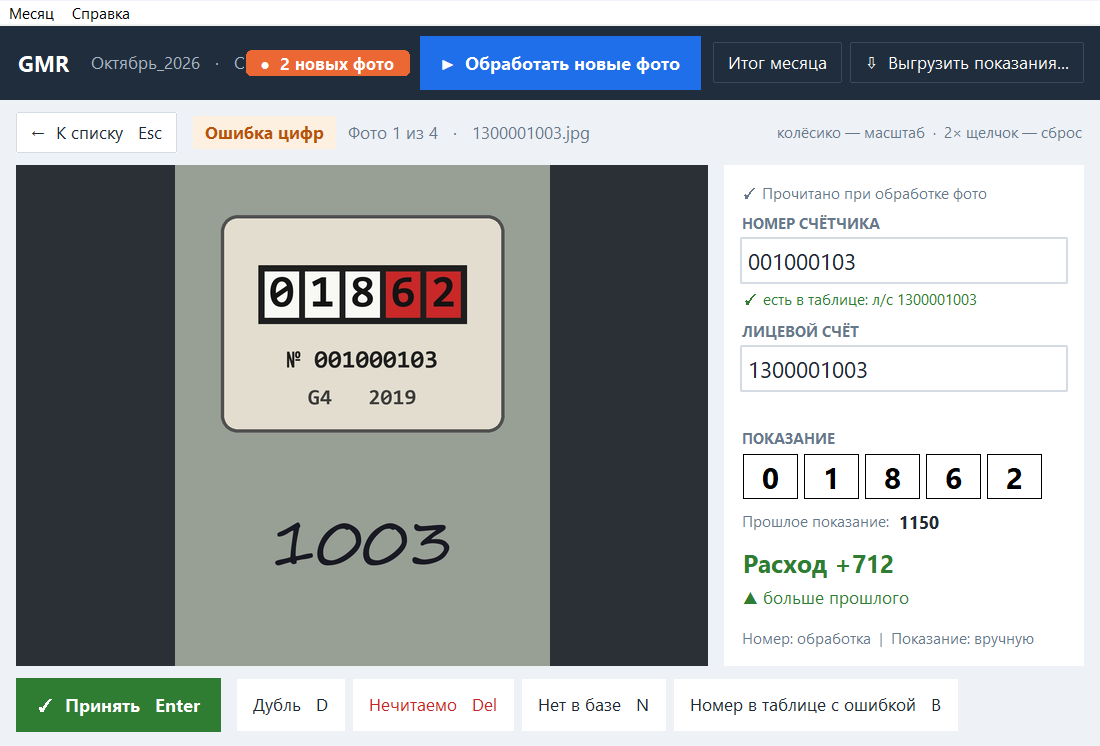 Месяц Справка
GMR Октябрь_2026 · С ● 2 новых фото ► Обработать новые фото Итог месяца ⇩ Выгрузить показания...
← К списку Esc Ошибка цифр Фото 1 из 4 · 1300001003.jpg колёсико — масштаб · 2× щелчок — сброс
01862
№ 001000103
G4 2019
1003
✓ Прочитано при обработке фото
НОМЕР СЧЁТЧИКА
001000103
✓ есть в таблице: л/с 1300001003
ЛИЦЕВОЙ СЧЁТ
1300001003
ПОКАЗАНИЕ
0 1 8 6 2
Прошлое показание: 1150
Расход +712
▲ больше прошлого
Номер: обработка | Показание: вручную
✓ Принять Enter Дубль D Нечитаемо Del Нет в базе N Номер в таблице с ошибкой B